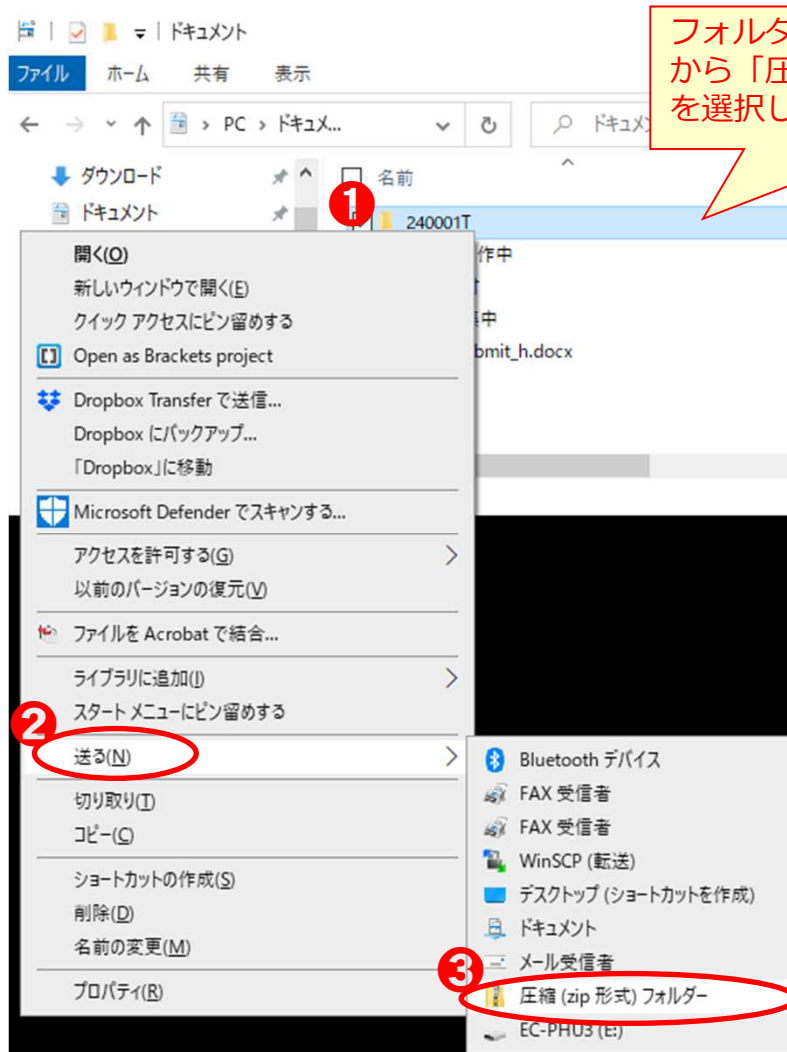 ドキュメント
フォルダ
から「圧
を選択し
ファイル ホーム 共有 表示
PC › ドキュメ...
ドキュメ
ダウンロード
名前
ドキュメント
❶
240001T
開く(O)
作中
新しいウィンドウで開く(E)
クイック アクセスにピン留めする
中
Open as Brackets project
bmit_h.docx
Dropbox Transfer で送信...
Dropbox にバックアップ...
「Dropbox」に移動
Microsoft Defender でスキャンする...
アクセスを許可する(G)
以前のバージョンの復元(V)
ファイルを Acrobat で結合...
ライブラリに追加(I)
スタート メニューにピン留めする
❷
送る(N)
切り取り(T)
コピー(C)
ショートカットの作成(S)
削除(D)
名前の変更(M)
プロパティ(R)
Bluetooth デバイス
FAX 受信者
FAX 受信者
WinSCP (転送)
デスクトップ (ショートカットを作成)
ドキュメント
メール受信者
❸
圧縮 (zip 形式) フォルダー
EC-PHU3 (E:)